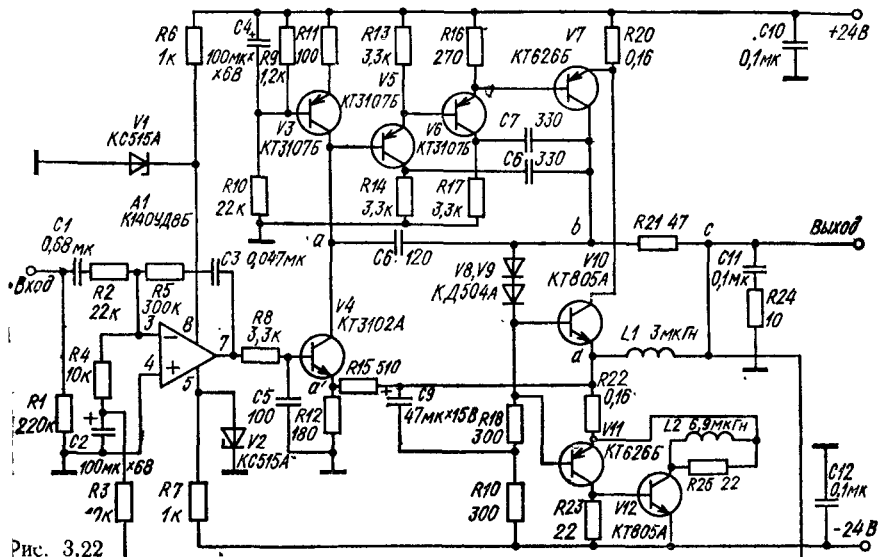 R6
1к
C4
+
100мк×
×6В
R9
1,2к
R11
100
R13
3,3к
R16
270
V7
КТ626Б
R20
0,16
C10
0,1мк
+24В
V5
КТ3107Б
V3
КТ3107Б
V6
КТ3107Б
C7 330
C6 330
V1
КС515А
R10
22к
R14
3,3к
R17
3,3к
A1
К140УД8Б
a
b
R21 47
c
Выход
C1
0,68мк
C3 0,047мк
C6 120
V8,V9
КД504А
V10
КТ805А
C11
0,1мк
R24
10
Вход
R2
22к
R5
300к
R8
3,3к
V4
КТ3102А
3
8
7
4
5
d
L1 3мкГн
R4
10к
a'
R15 510
R1
220к
+
C2
100мк×6В
C5
100
R12
180
+
C9
47мк×15В
R18
300
R22
0,16
V11
КТ626Б
L2 6,9мкГн
R25 22
V2
КС515А
R3
R7
1к
R10
300
R23
22
V12
КТ805А
C12
0,1мк
-24В
Рис. 3.22